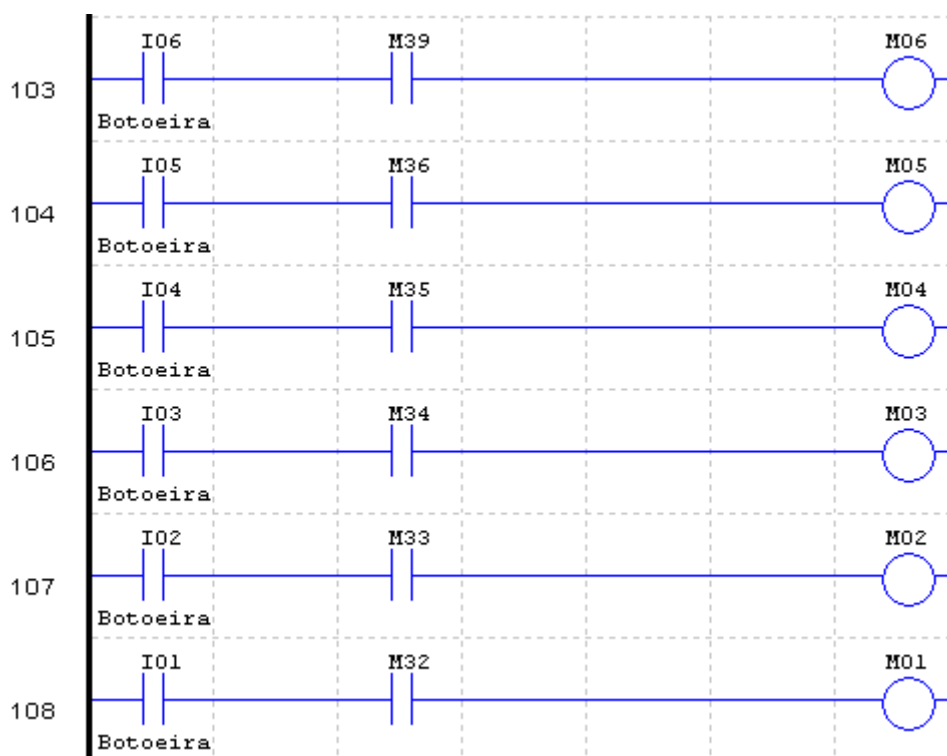 I06 M39 M06
103
Botoeira
I05 M36 M05
104
Botoeira
I04 M35 M04
105
Botoeira
I03 M34 M03
106
Botoeira
I02 M33 M02
107
Botoeira
I01 M32 M01
108
Botoeira